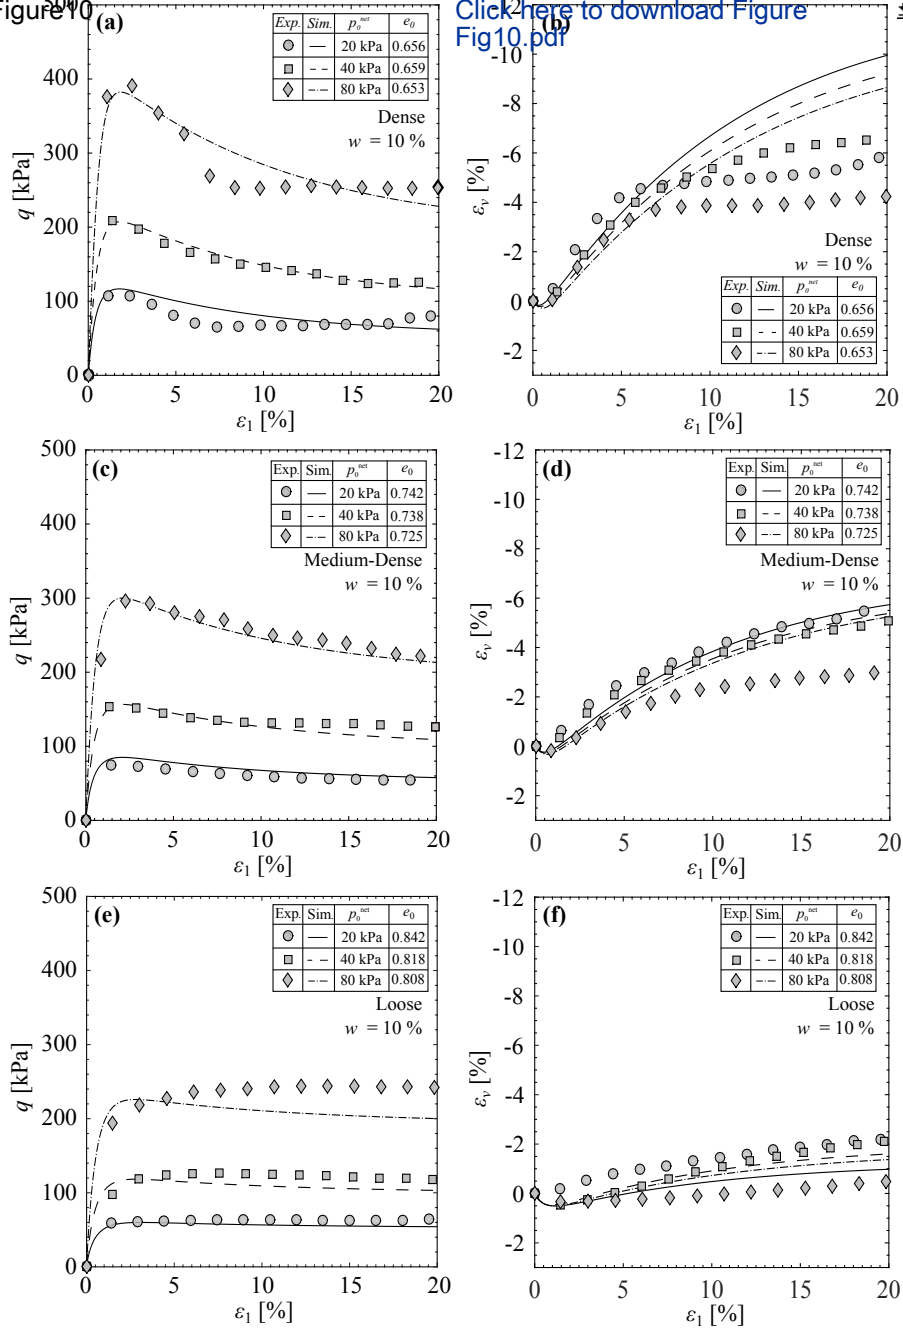 Figure10
Click here to download Figure
Fig10.pdf
(a)
Exp. Sim. p₀ⁿᵉᵗ e₀
20 kPa 0.656
40 kPa 0.659
80 kPa 0.653
Dense
w = 10 %
400
300
200
100
0
q [kPa]
0 5 10 15 20
ε₁ [%]
(b)
-12
-10
-8
-6
-4
-2
0
2
εᵥ [%]
Dense
w = 10 %
Exp. Sim. p₀ⁿᵉᵗ e₀
20 kPa 0.656
40 kPa 0.659
80 kPa 0.653
0 5 10 15 20
ε₁ [%]
(c)
Exp. Sim. p₀ⁿᵉᵗ e₀
20 kPa 0.742
40 kPa 0.738
80 kPa 0.725
Medium-Dense
w = 10 %
500
400
300
200
100
0
q [kPa]
0 5 10 15 20
ε₁ [%]
(d)
Exp. Sim. p₀ⁿᵉᵗ e₀
20 kPa 0.742
40 kPa 0.738
80 kPa 0.725
Medium-Dense
w = 10 %
-12
-10
-8
-6
-4
-2
0
2
εᵥ [%]
0 5 10 15 20
ε₁ [%]
(e)
Exp. Sim. p₀ⁿᵉᵗ e₀
20 kPa 0.842
40 kPa 0.818
80 kPa 0.808
Loose
w = 10 %
500
400
300
200
100
0
q [kPa]
0 5 10 15 20
ε₁ [%]
(f)
Exp. Sim. p₀ⁿᵉᵗ e₀
20 kPa 0.842
40 kPa 0.818
80 kPa 0.808
Loose
w = 10 %
-12
-10
-8
-6
-4
-2
0
2
εᵥ [%]
0 5 10 15 20
ε₁ [%]